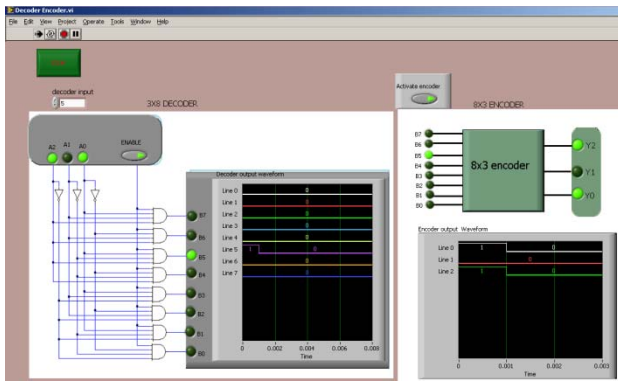 Decoder Encoder.vi
File Edit View Project Operate Tools Window Help
decoder input
5
3X8 DECODER
Activate encoder
8X3 ENCODER
A2 A1 A0 ENABLE
B7
B6
B5
B4
B3
B2
B1
B0
Decoder output waveform
Line 0 0
Line 1 0
Line 2 0
Line 3 0
Line 4 0
Line 5 1 0
Line 6 0
Line 7 0
0 0.002 0.004 0.006 0.008
Time
B7
B6
B5
B4
B3
B2
B1
B0
8x3 encoder
Y2
Y1
Y0
Encoder output Waveform
Line 0 1 0
Line 1 0
Line 2 1 0
0 0.001 0.002 0.003
Time